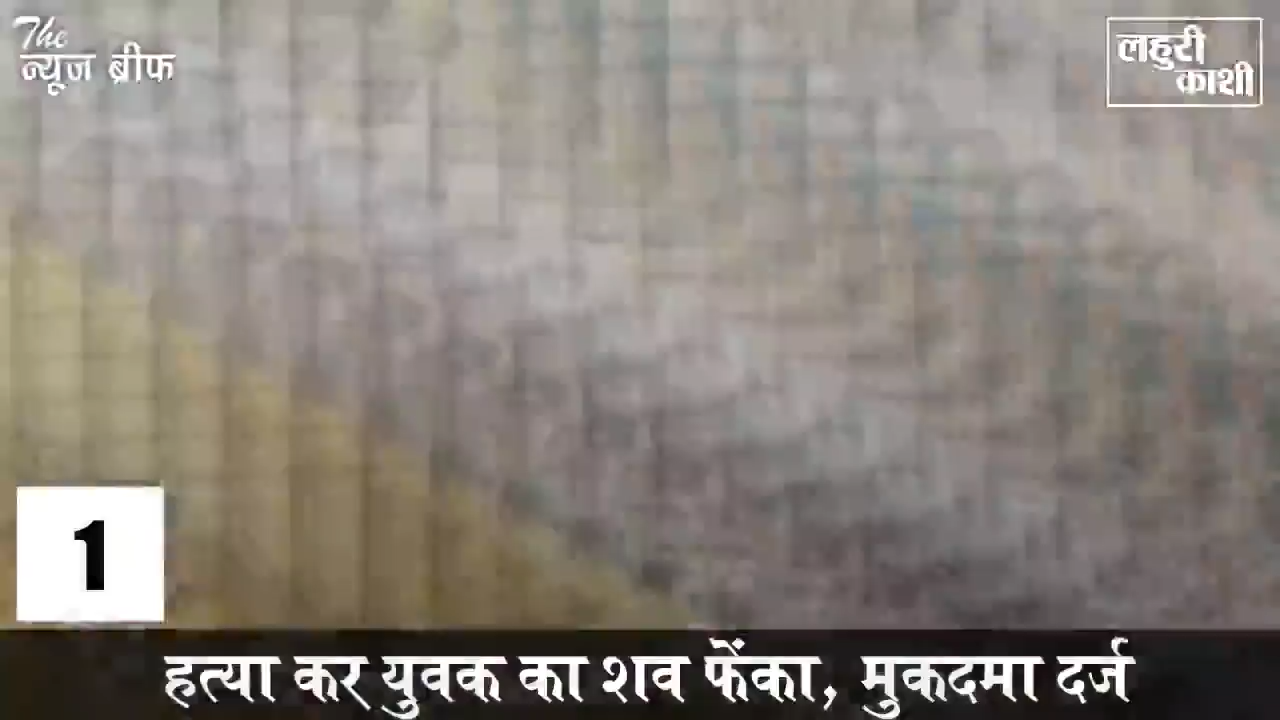 The
न्यूज ब्रीफ
लहुरी
काशी
1
हत्या कर युवक का शव फेंका, मुकदमा दर्ज